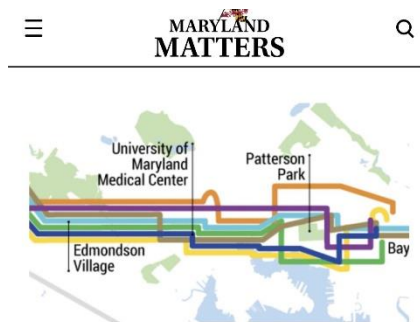 MARYLAND
MATTERS
University of
Maryland
Medical Center
Patterson
Park
Edmondson
Village
Bay